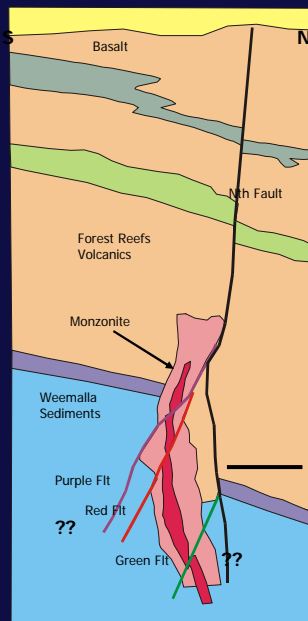 S
N
Basalt
Nth Fault
Forest Reefs
Volcanics
Monzonite
Weemalla
Sediments
Purple Flt
Red Flt
??
Green Flt
??